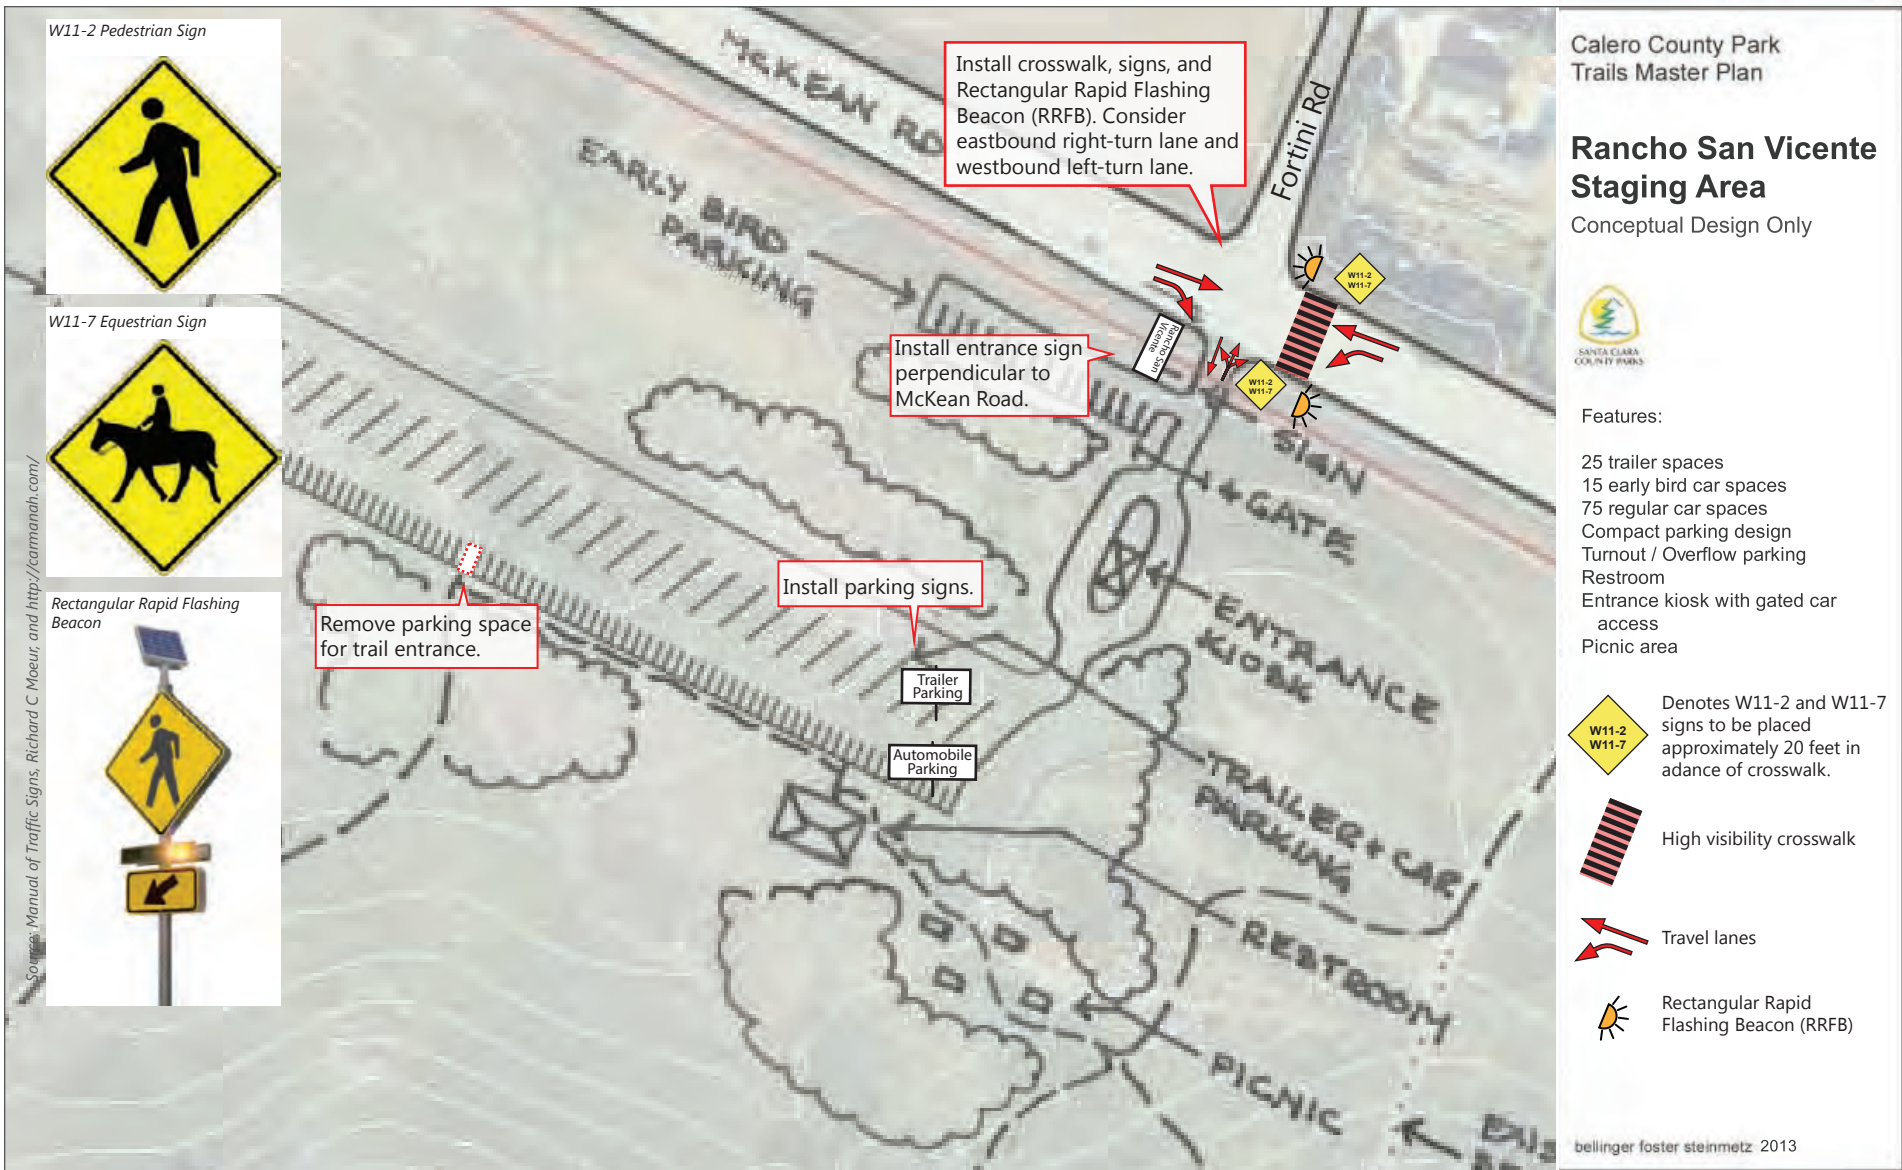 W11-2 Pedestrian Sign
W11-7 Equestrian Sign
Rectangular Rapid Flashing
Beacon
Source: Manual of Traffic Signs, Richard C Moeur, and http://carmanah.com/
McKEAN RD
Install crosswalk, signs, and
Rectangular Rapid Flashing
Beacon (RRFB). Consider
eastbound right-turn lane and
westbound left-turn lane.
Fortini Rd
EARLY BIRD
PARKING
W11-2
W11-7
Rancho San
Vicente
Install entrance sign
perpendicular to
McKean Road.
W11-2
W11-7
SIGN
+ GATE
Install parking signs.
Remove parking space
for trail entrance.
ENTRANCE
KIOSK
Trailer
Parking
Automobile
Parking
TRAILER + CAR
PARKING
RESTROOM
PICNIC
Calero County Park
Trails Master Plan
Rancho San Vicente
Staging Area
Conceptual Design Only
SANTA CLARA
COUNTY PARKS
Features:
25 trailer spaces
15 early bird car spaces
75 regular car spaces
Compact parking design
Turnout / Overflow parking
Restroom
Entrance kiosk with gated car
access
Picnic area
W11-2
W11-7
Denotes W11-2 and W11-7
signs to be placed
approximately 20 feet in
adance of crosswalk.
High visibility crosswalk
Travel lanes
Rectangular Rapid
Flashing Beacon (RRFB)
bellinger foster steinmetz 2013